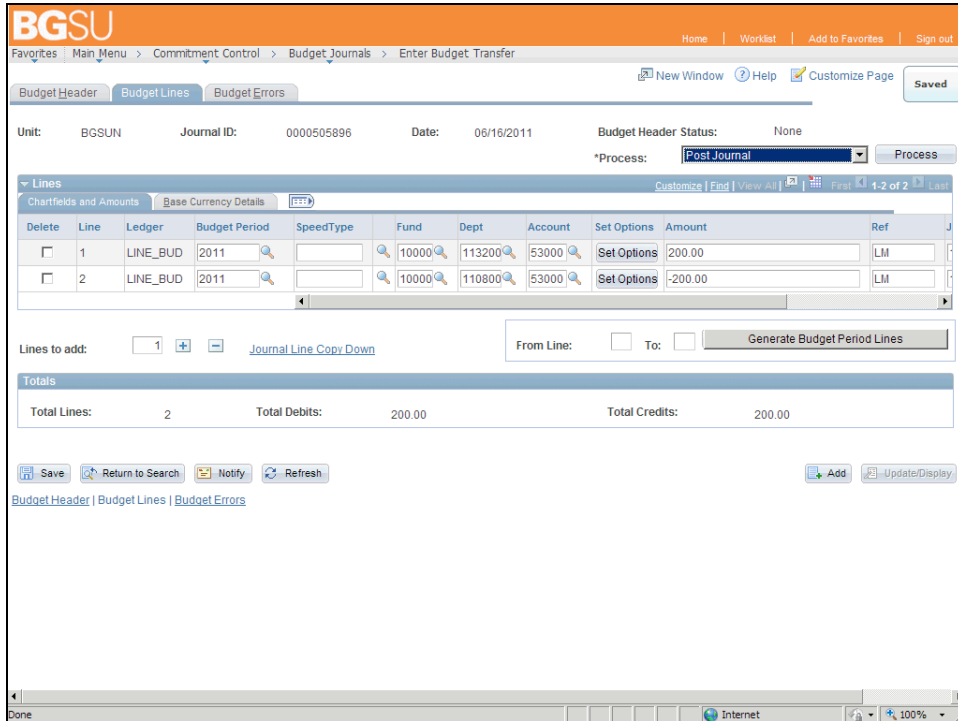 BGSU
Home | Worklist | Add to Favorites | Sign out
Favorites Main Menu > Commitment Control > Budget Journals > Enter Budget Transfer
New Window Help Customize Page
Saved
Budget Header Budget Lines Budget Errors
Unit: BGSUN Journal ID: 0000505896 Date: 06/16/2011 Budget Header Status: None
*Process: Post Journal Process
Lines Customize | Find | View All | First 1-2 of 2 Last
Chartfields and Amounts Base Currency Details
Delete Line Ledger Budget Period SpeedType Fund Dept Account Set Options Amount Ref J
1 LINE_BUD 2011 10000 113200 53000 Set Options 200.00 LM
2 LINE_BUD 2011 10000 110800 53000 Set Options -200.00 LM
Lines to add: 1 Journal Line Copy Down From Line: To: Generate Budget Period Lines
Totals
Total Lines: 2 Total Debits: 200.00 Total Credits: 200.00
Save Return to Search Notify Refresh Add Update/Display
Budget Header | Budget Lines | Budget Errors
Done Internet 100%